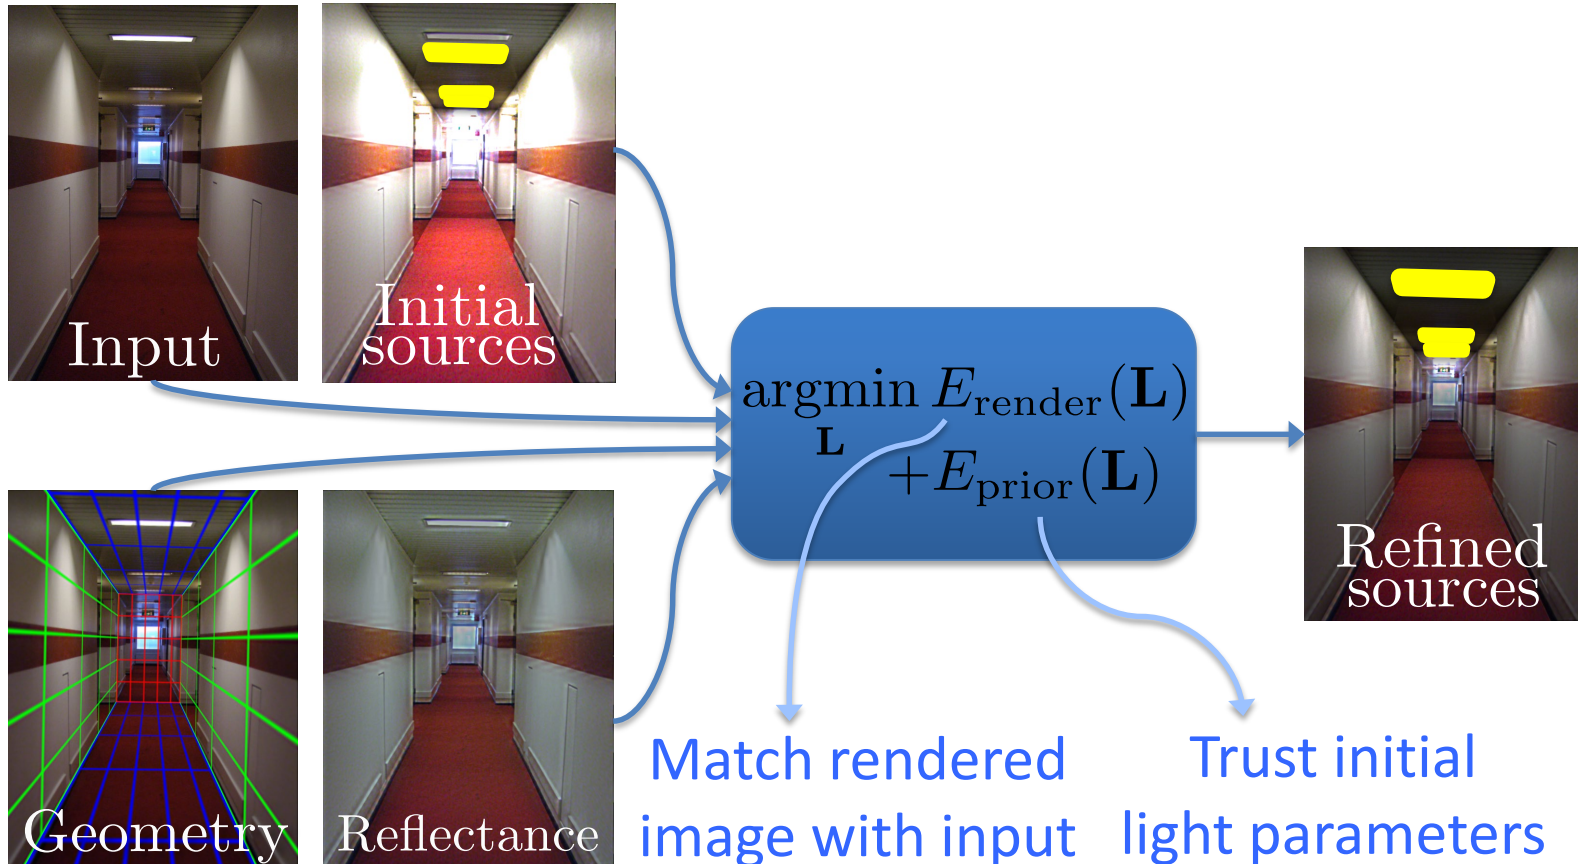 Input
Initial
sources
argmin E_render(L)
L
+E_prior(L)
Refined
sources
Geometry
Reflectance
Match rendered
image with input
Trust initial
light parameters